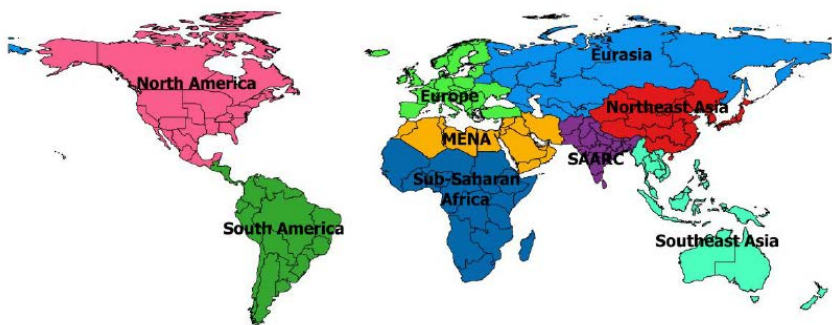 North America
Eurasia
Europe
Northeast Asia
MENA
SAARC
Sub-Saharan
Africa
South America
Southeast Asia